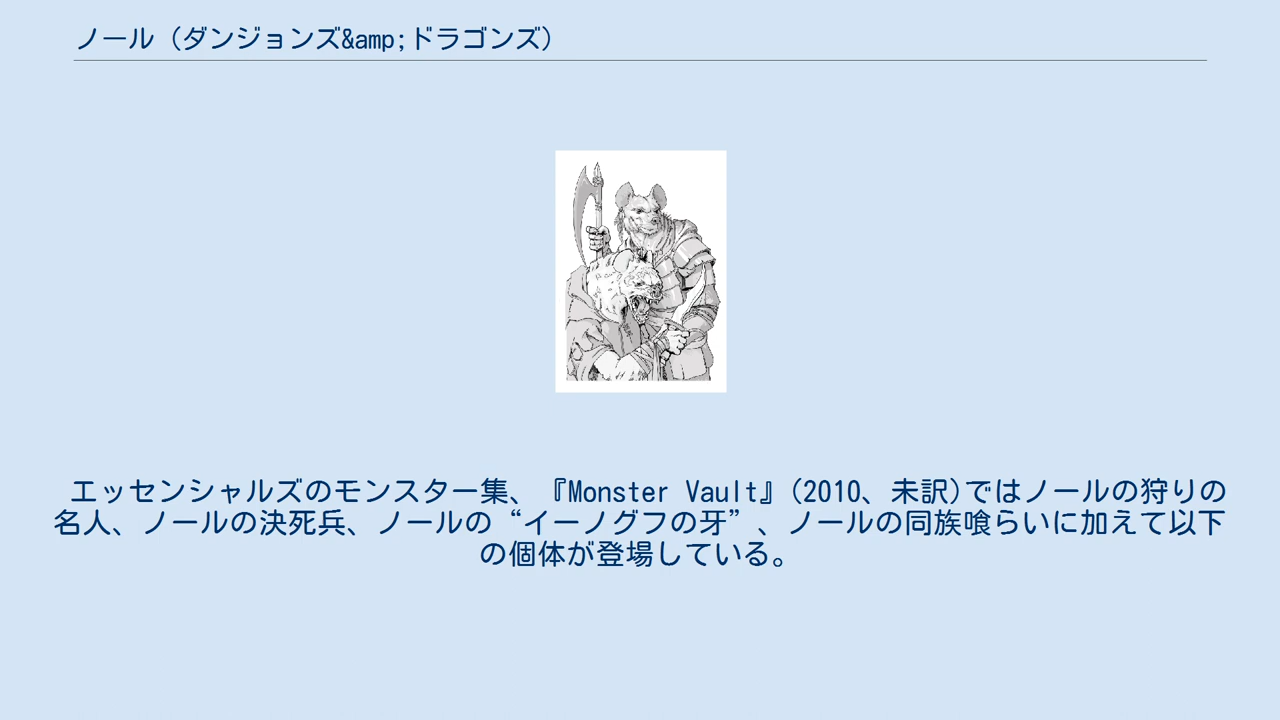 ノール（ダンジョンズ&amp;ドラゴンズ）
エッセンシャルズのモンスター集、『Monster Vault』(2010、未訳)ではノールの狩りの
名人、ノールの決死兵、ノールの“イーノグフの牙”、ノールの同族喰らいに加えて以下
の個体が登場している。